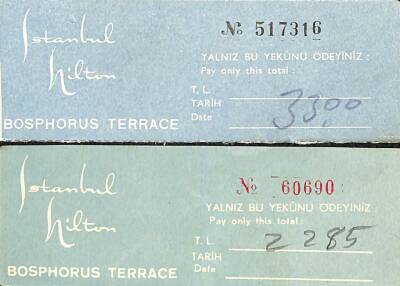 Istanbul
Hilton
BOSPHORUS TERRACE
№ 517316
YALNIZ BU YEKÛNU ÖDEYİNİZ :
Pay only this total :
T. L.
TARİH
Date
33,00
Istanbul
Hilton
BOSPHORUS TERRACE
№ 60690
YALNIZ BU YEKÛNU ÖDEYİNİZ :
Pay only this total :
T. L. 2285
TARİH
Date